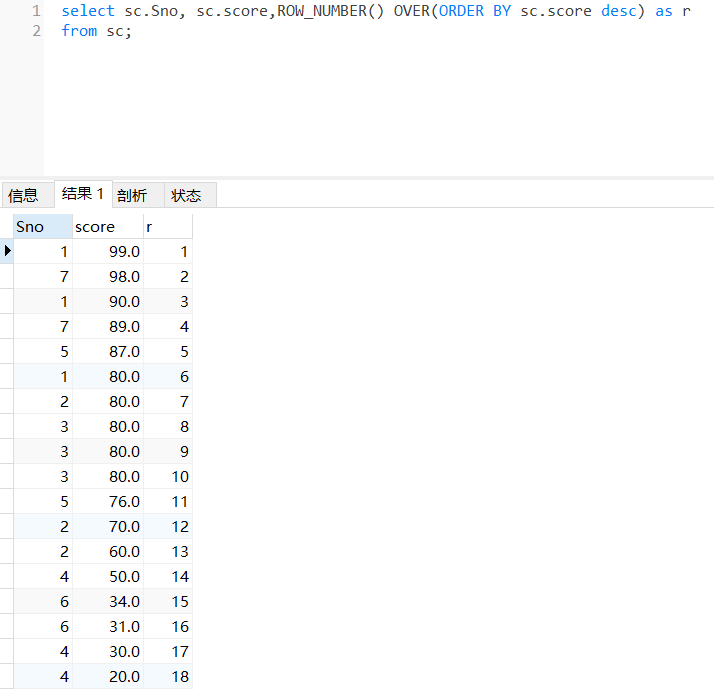 1 select sc.Sno, sc.score,ROW_NUMBER() OVER(ORDER BY sc.score desc) as r
2 from sc;
信息 结果 1 剖析 状态
Sno score r
1 99.0 1
7 98.0 2
1 90.0 3
7 89.0 4
5 87.0 5
1 80.0 6
2 80.0 7
3 80.0 8
3 80.0 9
3 80.0 10
5 76.0 11
2 70.0 12
2 60.0 13
4 50.0 14
6 34.0 15
6 31.0 16
4 30.0 17
4 20.0 18